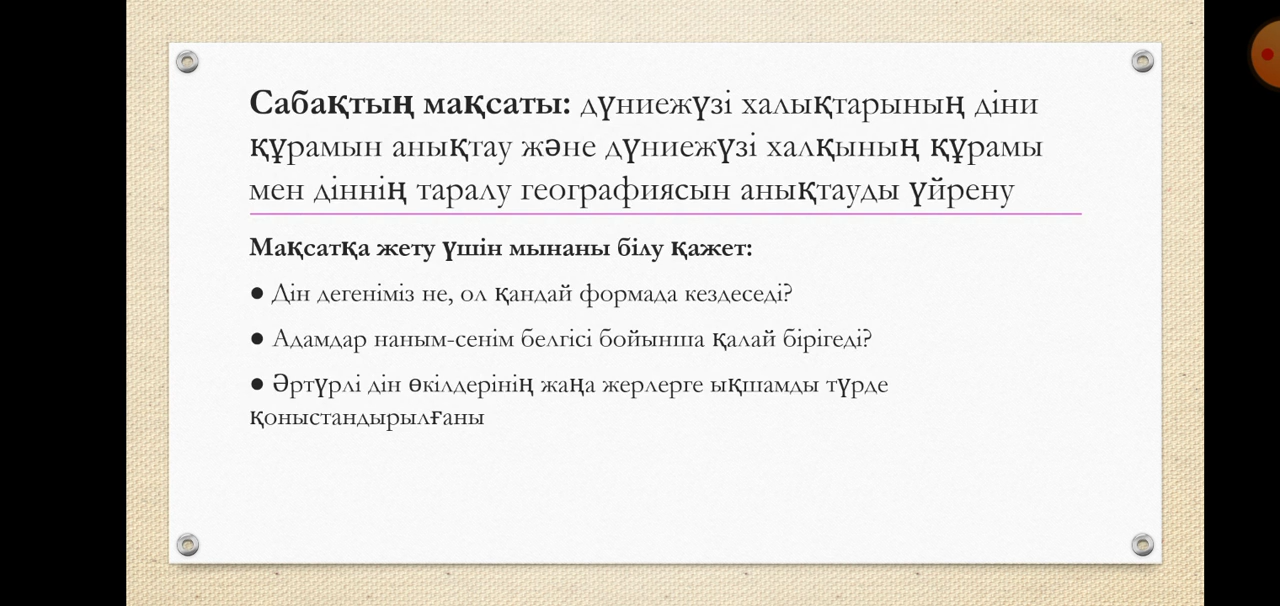 Сабақтың мақсаты: дүниежүзі халықтарының діни
құрамын анықтау және дүниежүзі халқының құрамы
мен діннің таралу географиясын анықтауды үйрену
Мақсатқа жету үшін мынаны білу қажет:
● Дін дегеніміз не, ол қандай формада кездеседі?
● Адамдар наным-сенім белгісі бойынша қалай бірігеді?
● Әртүрлі дін өкілдерінің жаңа жерлерге ықшамды түрде
қоныстандырылғаны